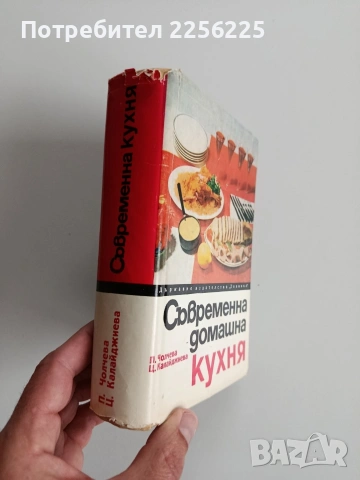 Потребител 2256225
Съвременна кухня
П. Чолчева
Ц. Калайджиева
Държавно издателство „Техника“
Съвременна
домашна
кухня
П. Чолчева
Ц. Калайджиева
bazar